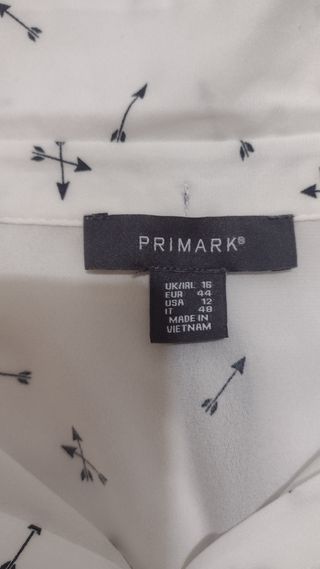 PRIMARK®
UK/IRL 16
EUR 44
USA 12
IT 48
MADE IN
VIETNAM